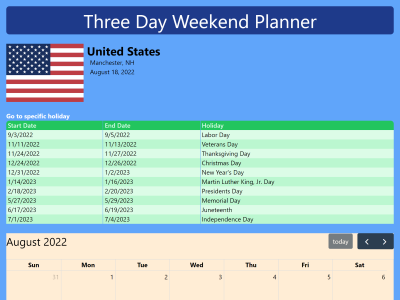 Three Day Weekend Planner
United States
Manchester, NH
August 18, 2022
Go to specific holiday
Start Date End Date Holiday
9/3/2022 9/5/2022 Labor Day
11/11/2022 11/13/2022 Veterans Day
11/24/2022 11/27/2022 Thanksgiving Day
12/24/2022 12/26/2022 Christmas Day
12/31/2022 1/2/2023 New Year's Day
1/14/2023 1/16/2023 Martin Luther King, Jr. Day
2/18/2023 2/20/2023 Presidents Day
5/27/2023 5/29/2023 Memorial Day
6/17/2023 6/19/2023 Juneteenth
7/1/2023 7/4/2023 Independence Day
August 2022 today
Sun Mon Tue Wed Thu Fri Sat
31 1 2 3 4 5 6